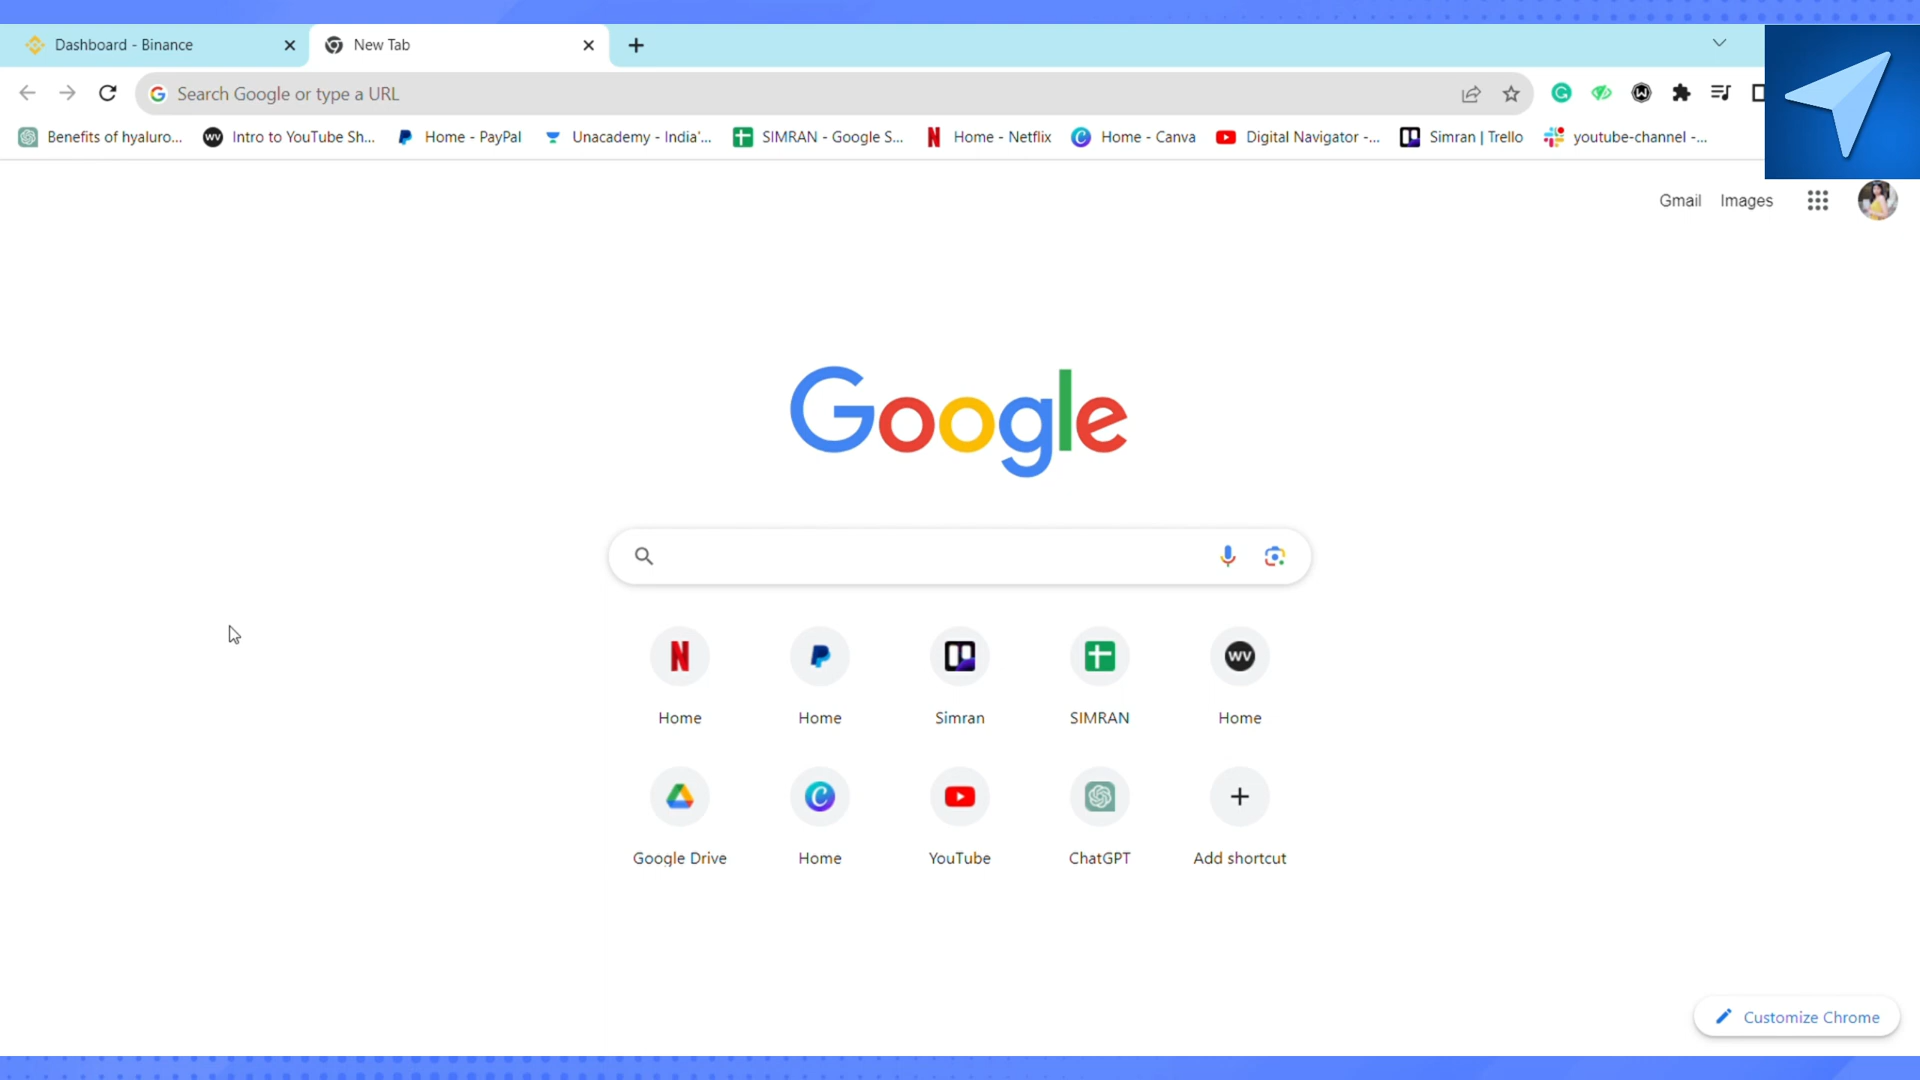 Dashboard - Binance
New Tab
Search Google or type a URL
Benefits of hyaluro...
WV
Intro to YouTube Sh...
Home - PayPal
Unacademy - India'...
SIMRAN - Google S...
Home - Netflix
Home - Canva
Digital Navigator -...
Simran | Trello
youtube-channel -...
Gmail
Images
Google
WV
Home
Home
Simran
SIMRAN
Home
Google Drive
Home
YouTube
ChatGPT
Add shortcut
Customize Chrome